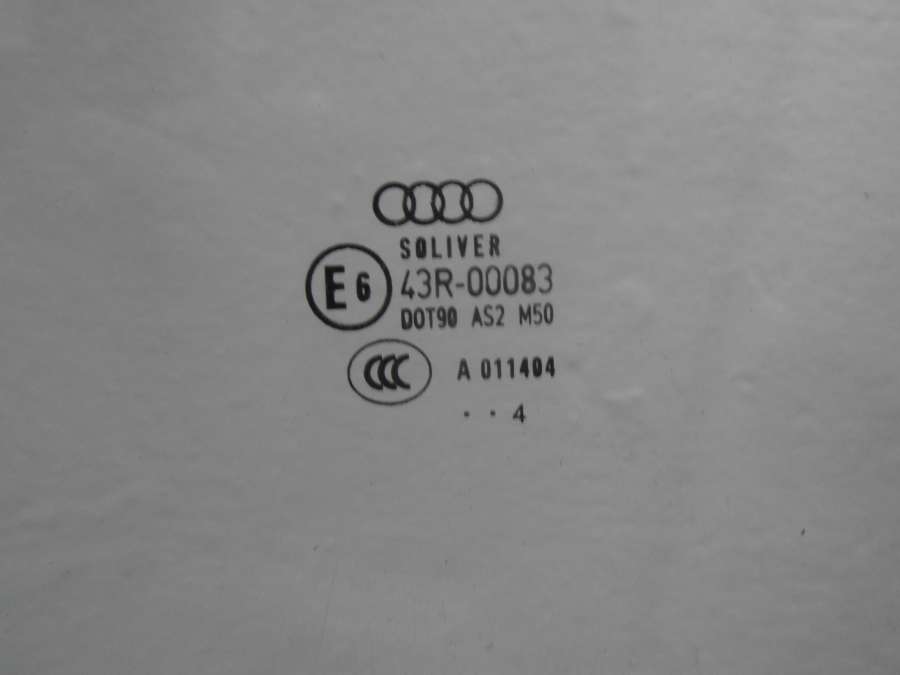 SOLIVER
E6 43R-00083
DOT90 AS2 M50
CCC A 011404
· · 4